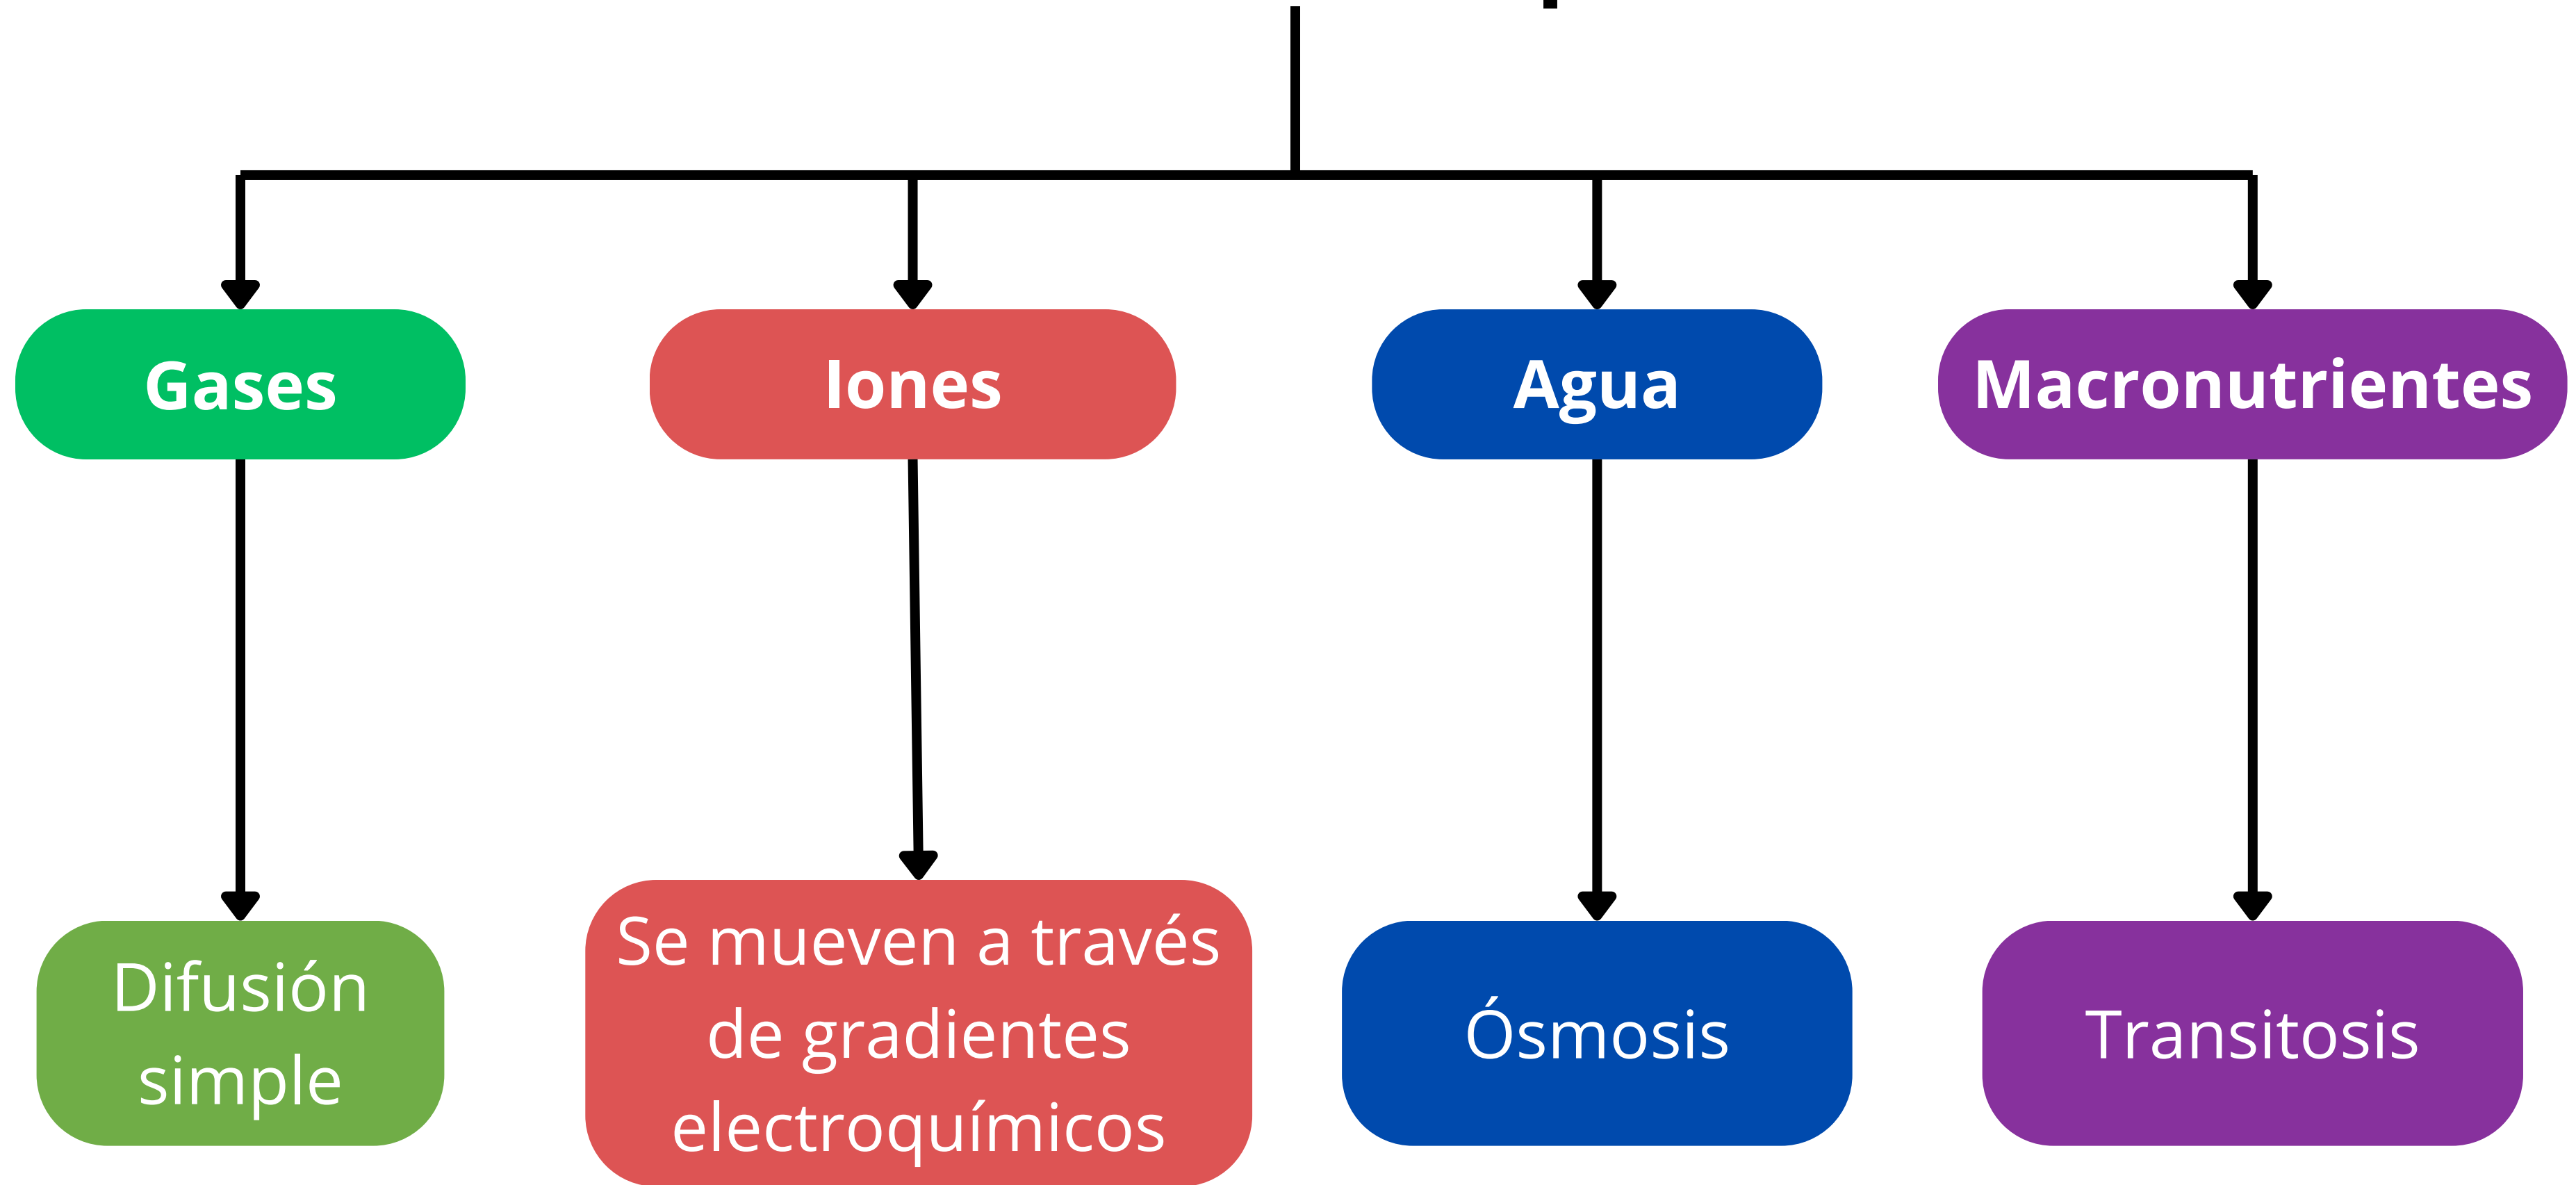 Gases
Iones
Agua
Macronutrientes
Difusión
simple
Se mueven a través
de gradientes
electroquímicos
Ósmosis
Transitosis